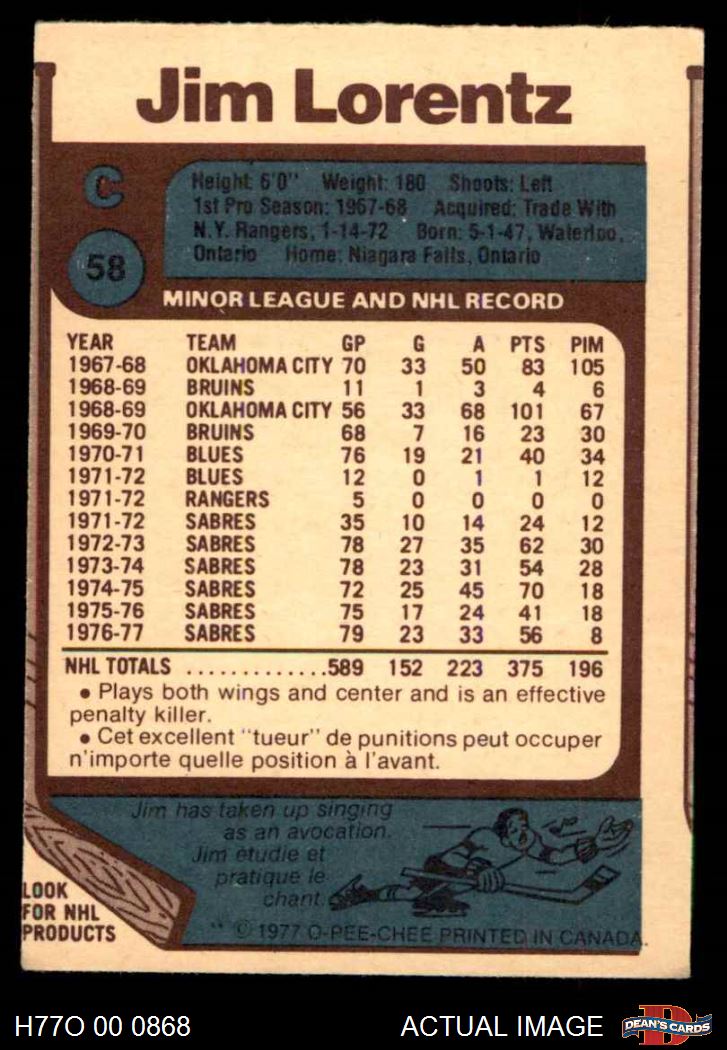 Jim Lorentz
C
Height: 6'0" Weight: 180 Shoots: Left
1st Pro Season: 1967-68 Acquired: Trade With
N.Y. Rangers, 1-14-72 Born: 5-1-47, Waterloo,
Ontario Home: Niagara Falls, Ontario
58
MINOR LEAGUE AND NHL RECORD
YEAR TEAM GP G A PTS PIM
1967-68 OKLAHOMA CITY 70 33 50 83 105
1968-69 BRUINS 11 1 3 4 6
1968-69 OKLAHOMA CITY 56 33 68 101 67
1969-70 BRUINS 68 7 16 23 30
1970-71 BLUES 76 19 21 40 34
1971-72 BLUES 12 0 1 1 12
1971-72 RANGERS 5 0 0 0 0
1971-72 SABRES 35 10 14 24 12
1972-73 SABRES 78 27 35 62 30
1973-74 SABRES 78 23 31 54 28
1974-75 SABRES 72 25 45 70 18
1975-76 SABRES 75 17 24 41 18
1976-77 SABRES 79 23 33 56 8
NHL TOTALS ............589 152 223 375 196
• Plays both wings and center and is an effective
penalty killer.
• Cet excellent "tueur" de punitions peut occuper
n'importe quelle position à l'avant.
Jim has taken up singing
as an avocation.
Jim étudie et
pratique le
chant.
LOOK
FOR NHL
PRODUCTS
** © 1977 O-PEE-CHEE PRINTED IN CANADA.
H77O 00 0868 ACTUAL IMAGE
D
DEAN'S CARDS